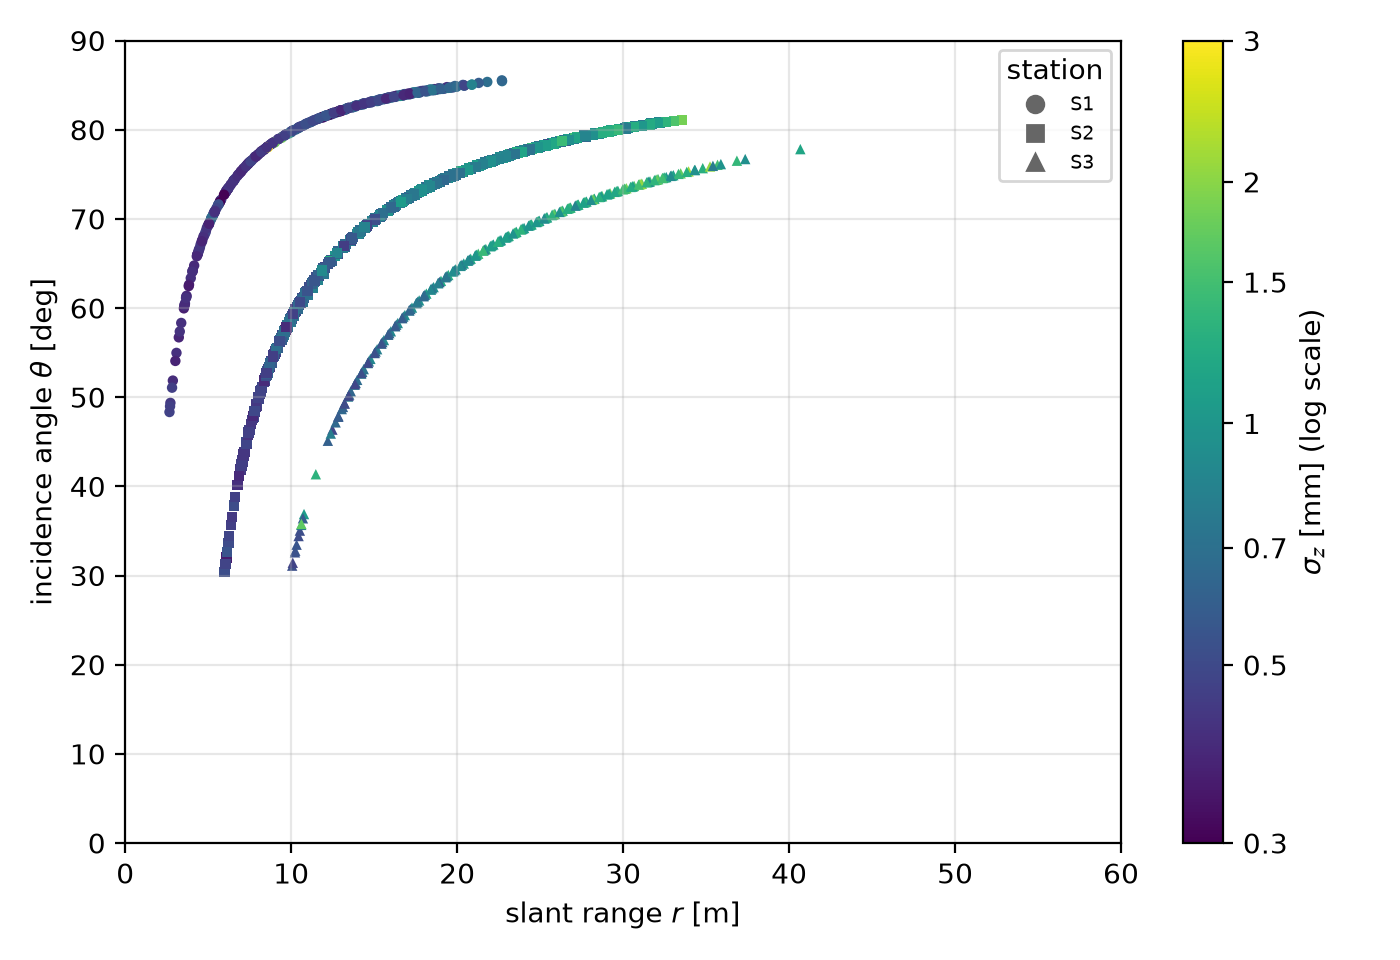 90
80
70
60
50
40
30
20
10
0
incidence angle θ [deg]
0 10 20 30 40 50 60
slant range r [m]
station
S1
S2
S3
3
2
1.5
1
0.7
0.5
0.3
σz [mm] (log scale)